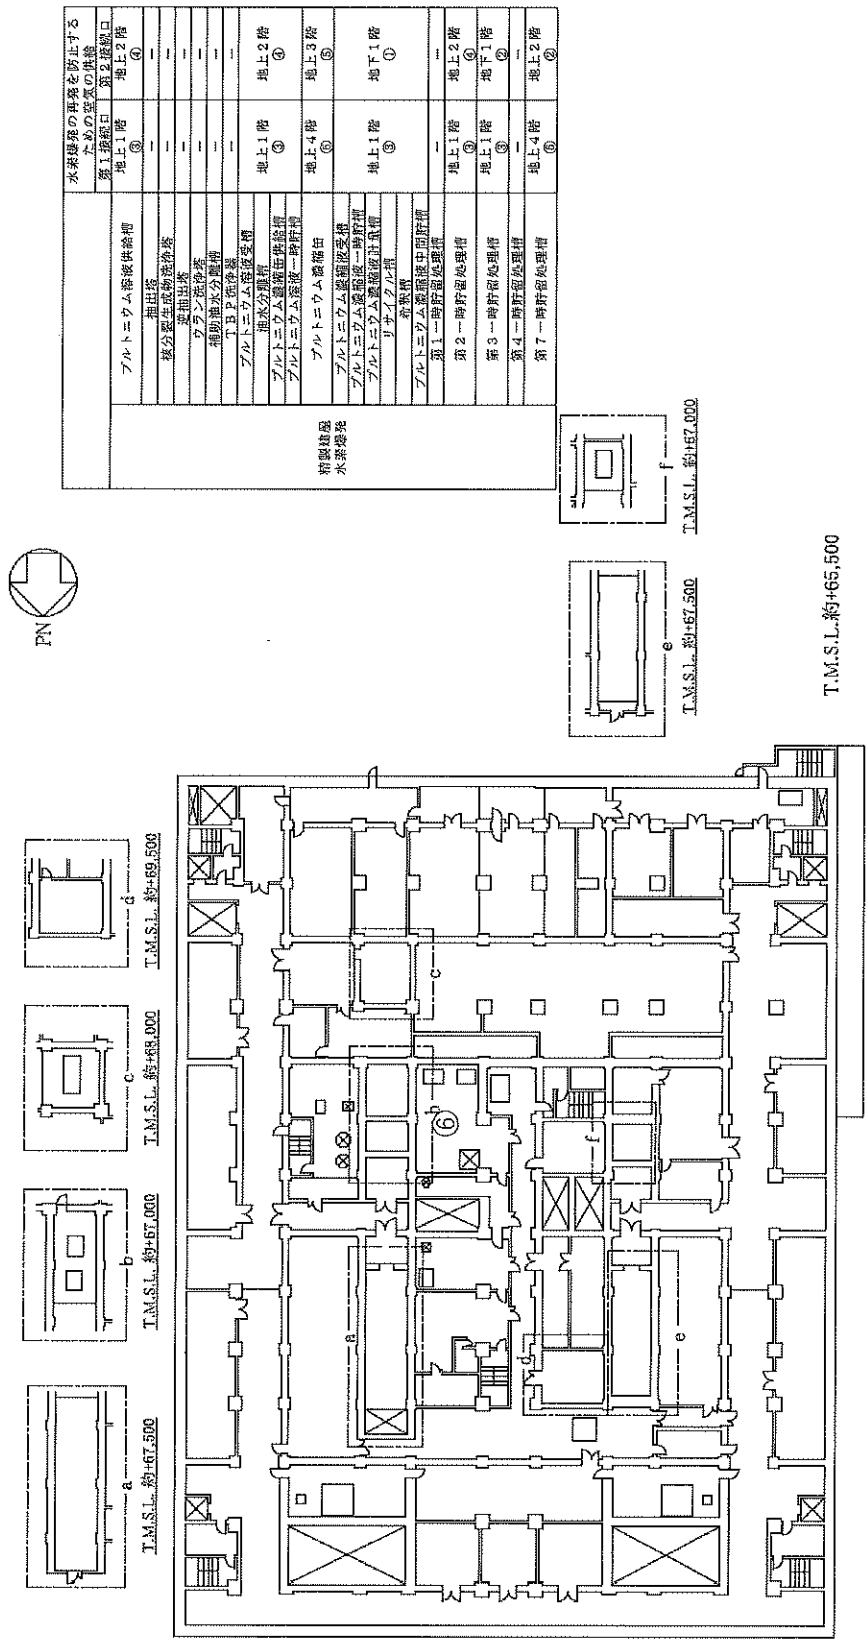 水素爆発の再発を防止する
ための空気の供給
第1接続口 第2接続口
精製建屋
水素爆発
プルトニウム溶液供給槽 地上1階 地上2階
③ ④
抽出塔 － －
核分裂生成物洗浄塔 － －
逆抽出塔 － －
ウラン洗浄塔 － －
補助油水分離槽 － －
TBP洗浄器 － －
プルトニウム溶液受槽
油水分離槽
プルトニウム濃縮缶供給槽
プルトニウム溶液一時貯槽
地上1階 地上2階
③ ④
プルトニウム濃縮缶 地上4階 地上3階
⑥ ⑤
プルトニウム濃縮液受槽
プルトニウム濃縮液一時貯槽
プルトニウム濃縮液計量槽
リサイクル槽
希釈槽
プルトニウム濃縮液中間貯槽
地上1階 地下1階
③ ①
第1一時貯留処理槽 － －
第2一時貯留処理槽 地上1階 地上2階
③ ④
第3一時貯留処理槽 地上1階 地下1階
③ ②
第4一時貯留処理槽 － －
第7一時貯留処理槽 地上4階 地上2階
⑥ ②
PN
a
T.M.S.L. 約+67,500
b
T.M.S.L. 約+67,000
c
T.M.S.L. 約+68,000
d
T.M.S.L. 約+69,500
e
T.M.S.L. 約+67,500
f
T.M.S.L. 約+67,000
a
b
c
d
e
f
⑥
T.M.S.L.約+65,500